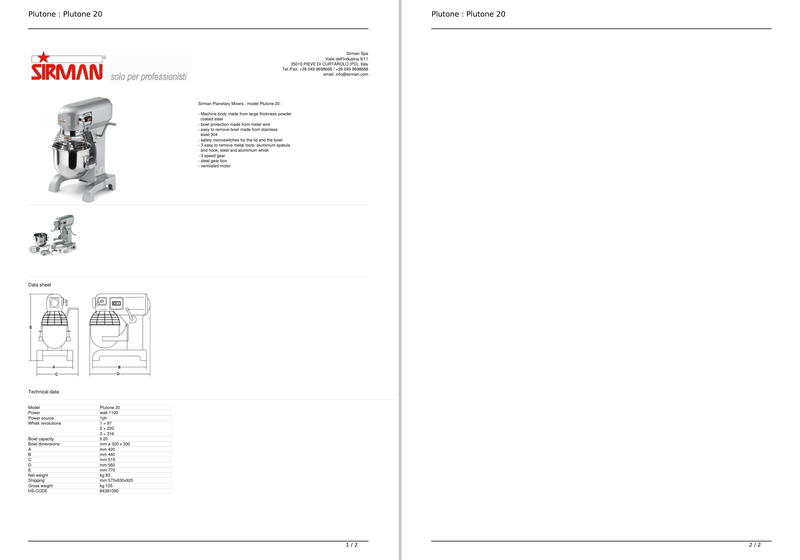 Plutone : Plutone 20
SIRMAN
solo per professionisti
Sirman Spa
Viale dell'Industria 9/11
35010 PIEVE DI CURTAROLO (PD), Italy
Tel./Fax. +39 049 9698666 / +39 049 9698688
email: info@sirman.com
Sirman Planetary Mixers . model Plutone 20 :
- Machine body made from large thickness powder
coated steel
- bowl protection made from metal wire
- easy to remove bowl made from stainless
steel 304
- safety microswitches for the lid and the bowl
- 3 easy to remove metal tools: aluminium spatula
and hook, steel and aluminium whisk
- 3 speed gear
- steel gear box
- ventilated motor.
Data sheet
A
C
B
D
Technical data
Model Plutone 20
Power watt 1100
Power source 1ph
Whisk revolutions 1 = 97
2 = 220
3 = 316
Bowl capacity lt 20
Bowl dimensions mm ø 320 x 300
A mm 420
B mm 440
C mm 515
D mm 560
E mm 770
Net weight kg 83
Shipping mm 570x630x920
Gross weight kg 105
HS-CODE 84381090
1 / 2
Plutone : Plutone 20
2 / 2